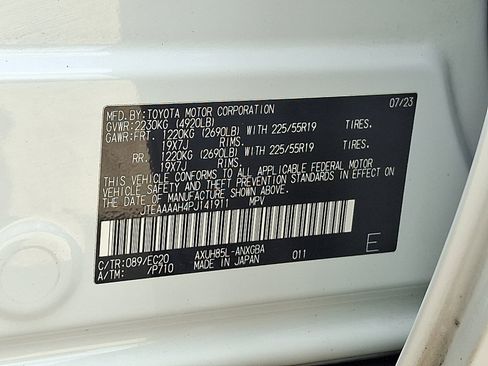 MFD.BY:TOYOTA MOTOR CORPORATION 07/23
GVWR:2230KG (4920LB)
GAWR:FRT. 1220KG (2690LB) WITH 225/55R19 TIRES.
19X7J RIMS.
RR. 1220KG (2690LB) WITH 225/55R19 TIRES.
19X7J RIMS.
THIS VEHICLE CONFORMS TO ALL APPLICABLE FEDERAL MOTOR
VEHICLE SAFETY AND THEFT PREVENTION STANDARDS IN EFFECT
ON THE DATE OF MANUFACTURE SHOWN ABOVE.
JTEAAAAH4PJ141911 MPV
C/TR:089/EC20 AXUH85L-ANXGBA 011
A/TM: /P710 MADE IN JAPAN E